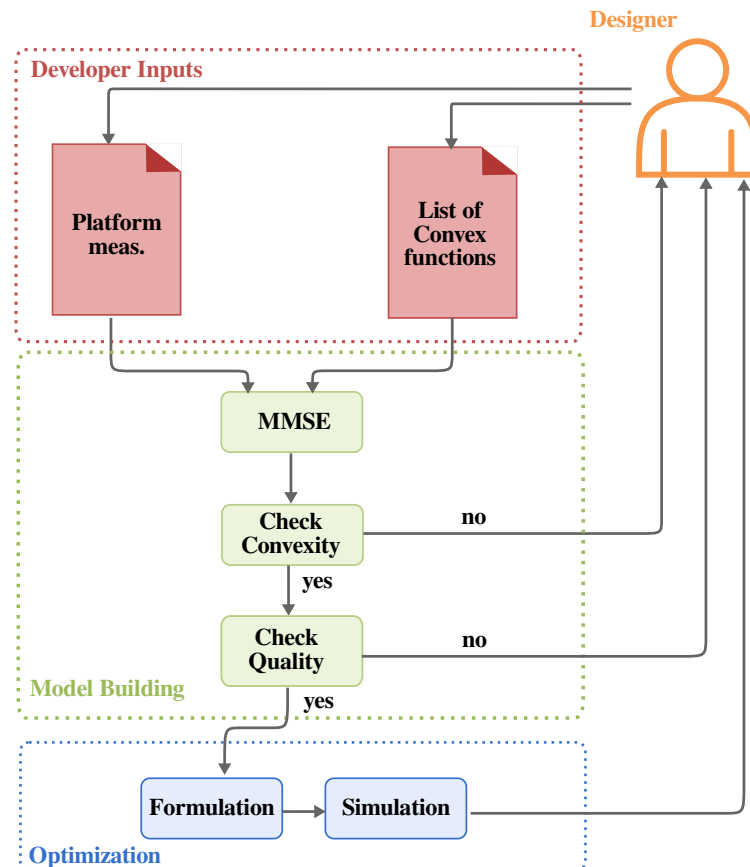 Designer
Developer Inputs
Platform
meas.
List of
Convex
functions
MMSE
Check
Convexity
no
yes
Check
Quality
no
Model Building
yes
Formulation
Simulation
Optimization